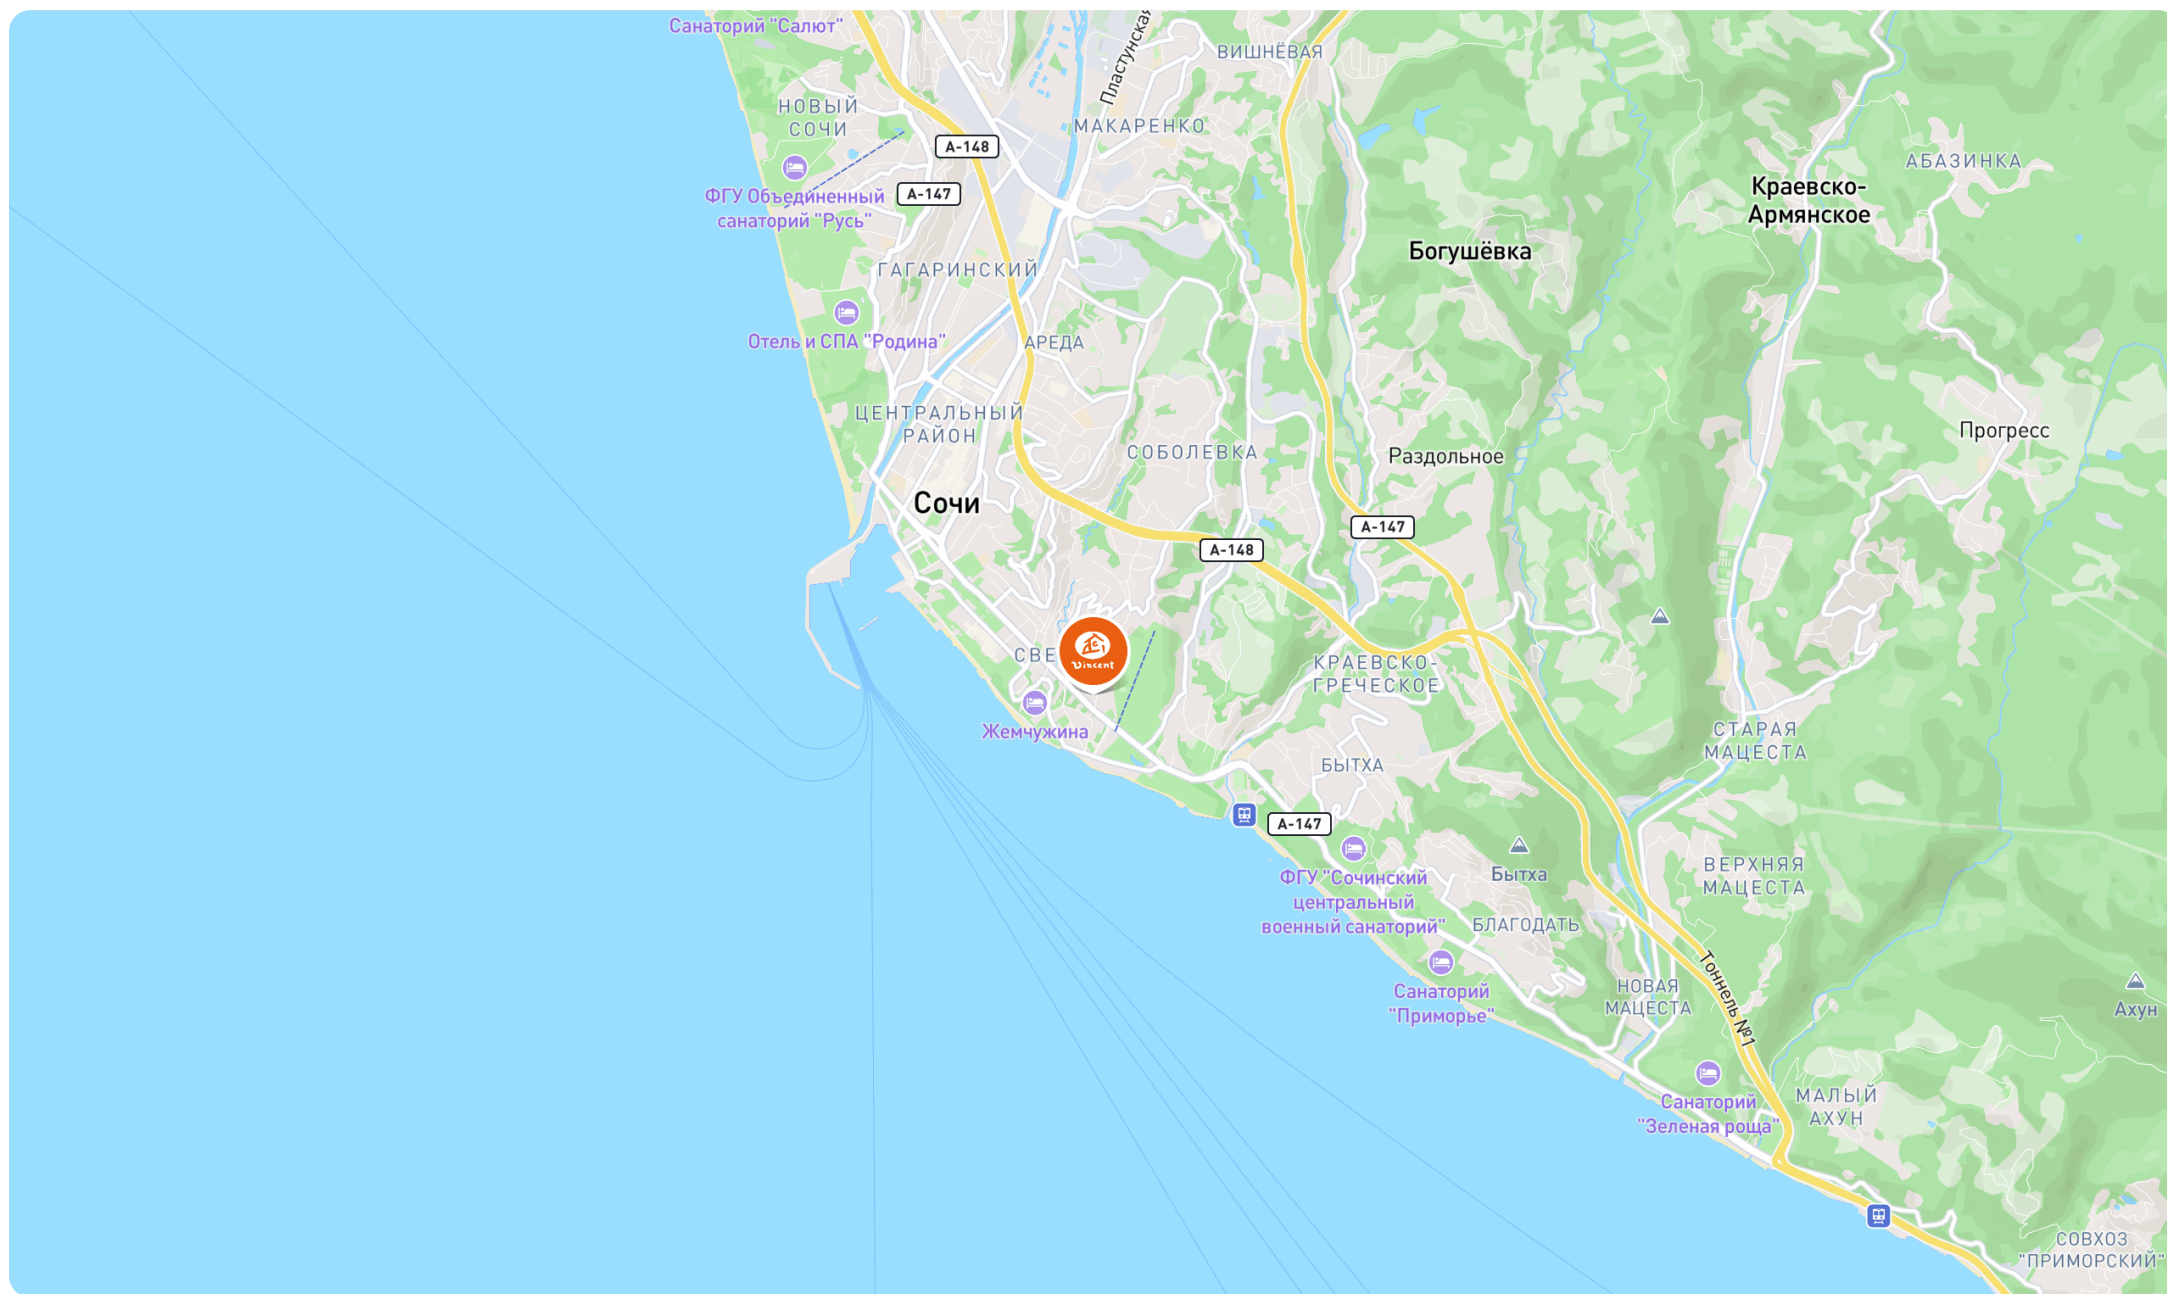 Санаторий "Салют"
Пластунская
ВИШНЁВАЯ
НОВЫЙ
СОЧИ
МАКАРЕНКО
А-148
АБАЗИНКА
ФГУ Объединенный
санаторий "Русь"
А-147
Краевско-
Армянское
Богушёвка
ГАГАРИНСКИЙ
Отель и СПА "Родина"
АРЕДА
ЦЕНТРАЛЬНЫЙ
РАЙОН
СОБОЛЕВКА
Раздольное
Прогресс
Сочи
А-148
А-147
Vincent
СВЕ
КРАЕВСКО-
ГРЕЧЕСКОЕ
Жемчужина
СТАРАЯ
МАЦЕСТА
БЫТХА
А-147
ФГУ "Сочинский
центральный
военный санаторий"
Бытха
ВЕРХНЯЯ
МАЦЕСТА
БЛАГОДАТЬ
Санаторий
"Приморье"
НОВАЯ
МАЦЕСТА
Тоннель №1
Ахун
Санаторий
"Зеленая роща"
МАЛЫЙ
АХУН
СОВХОЗ
"ПРИМОРСКИЙ"